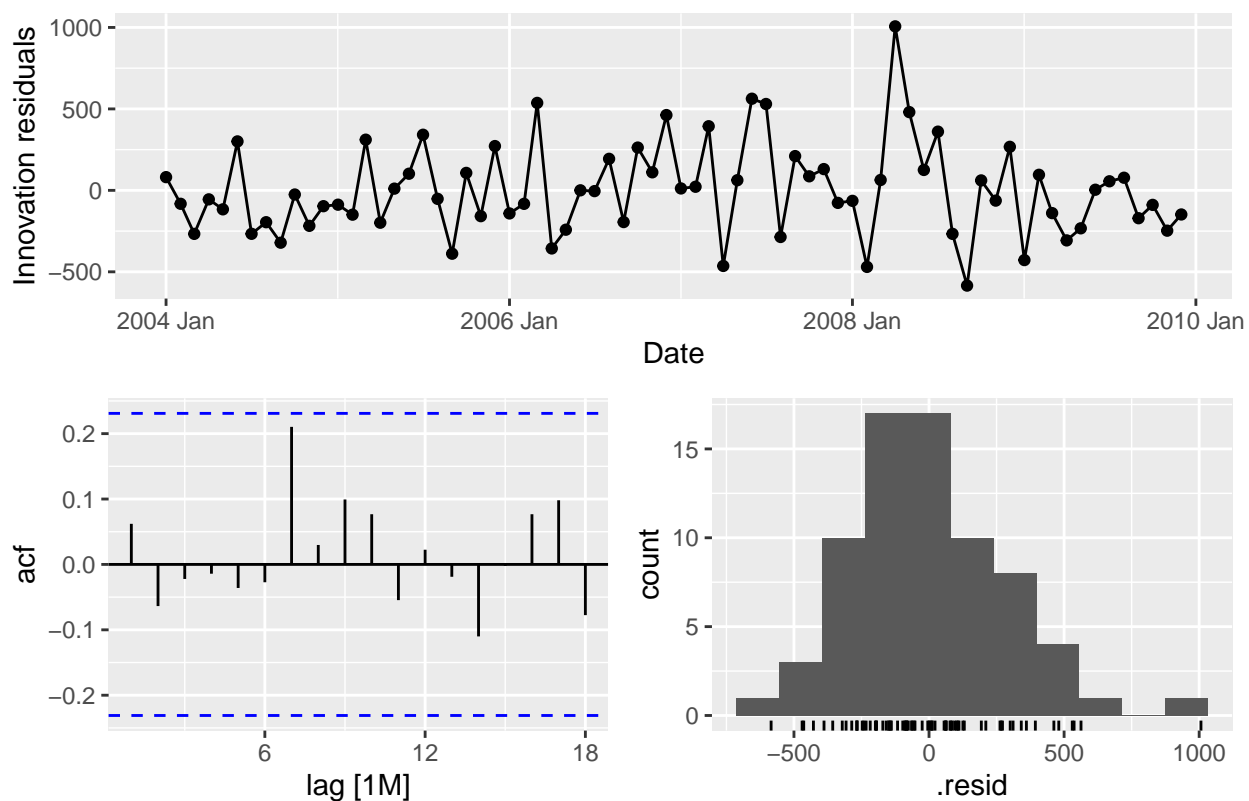 Innovation residuals
1000
500
0
−500
2004 Jan
2006 Jan
2008 Jan
2010 Jan
Date
acf
0.2
0.1
0.0
−0.1
−0.2
6
12
18
lag [1M]
count
15
10
5
0
−500
0
500
1000
.resid